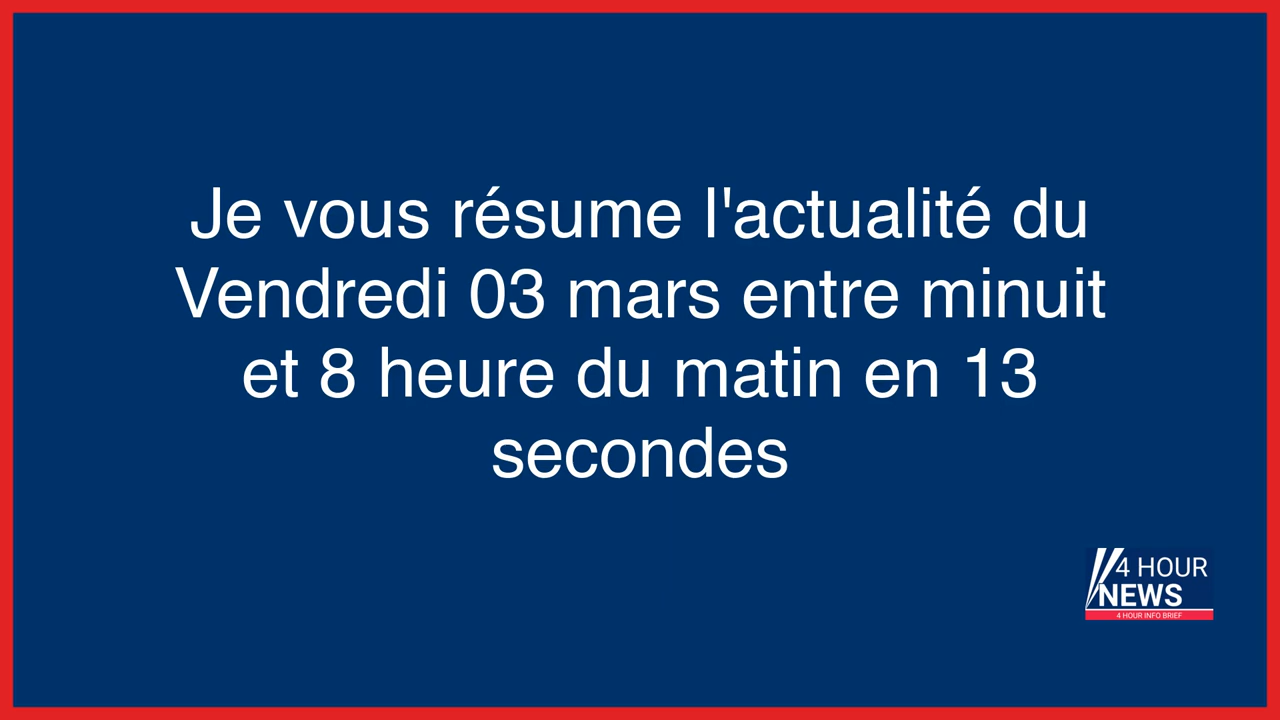 Je vous résume l'actualité du
Vendredi 03 mars entre minuit
et 8 heure du matin en 13
secondes
4 HOUR
NEWS
4 HOUR INFO BRIEF